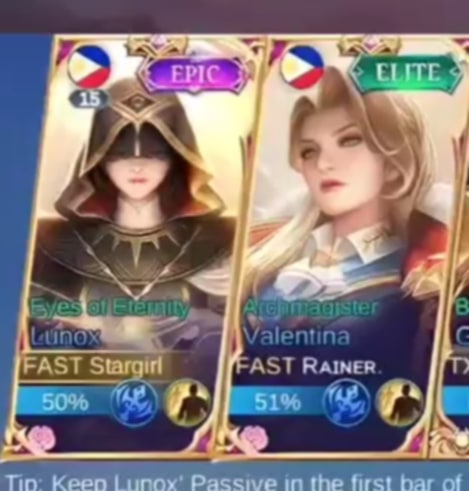 EPIC
15
Eyes of Eternity
Lunox
FAST Stargirl
50%
ELITE
Archmagister
Valentina
FAST RAINER.
51%
Tip: Keep Lunox' Passive in the first bar of